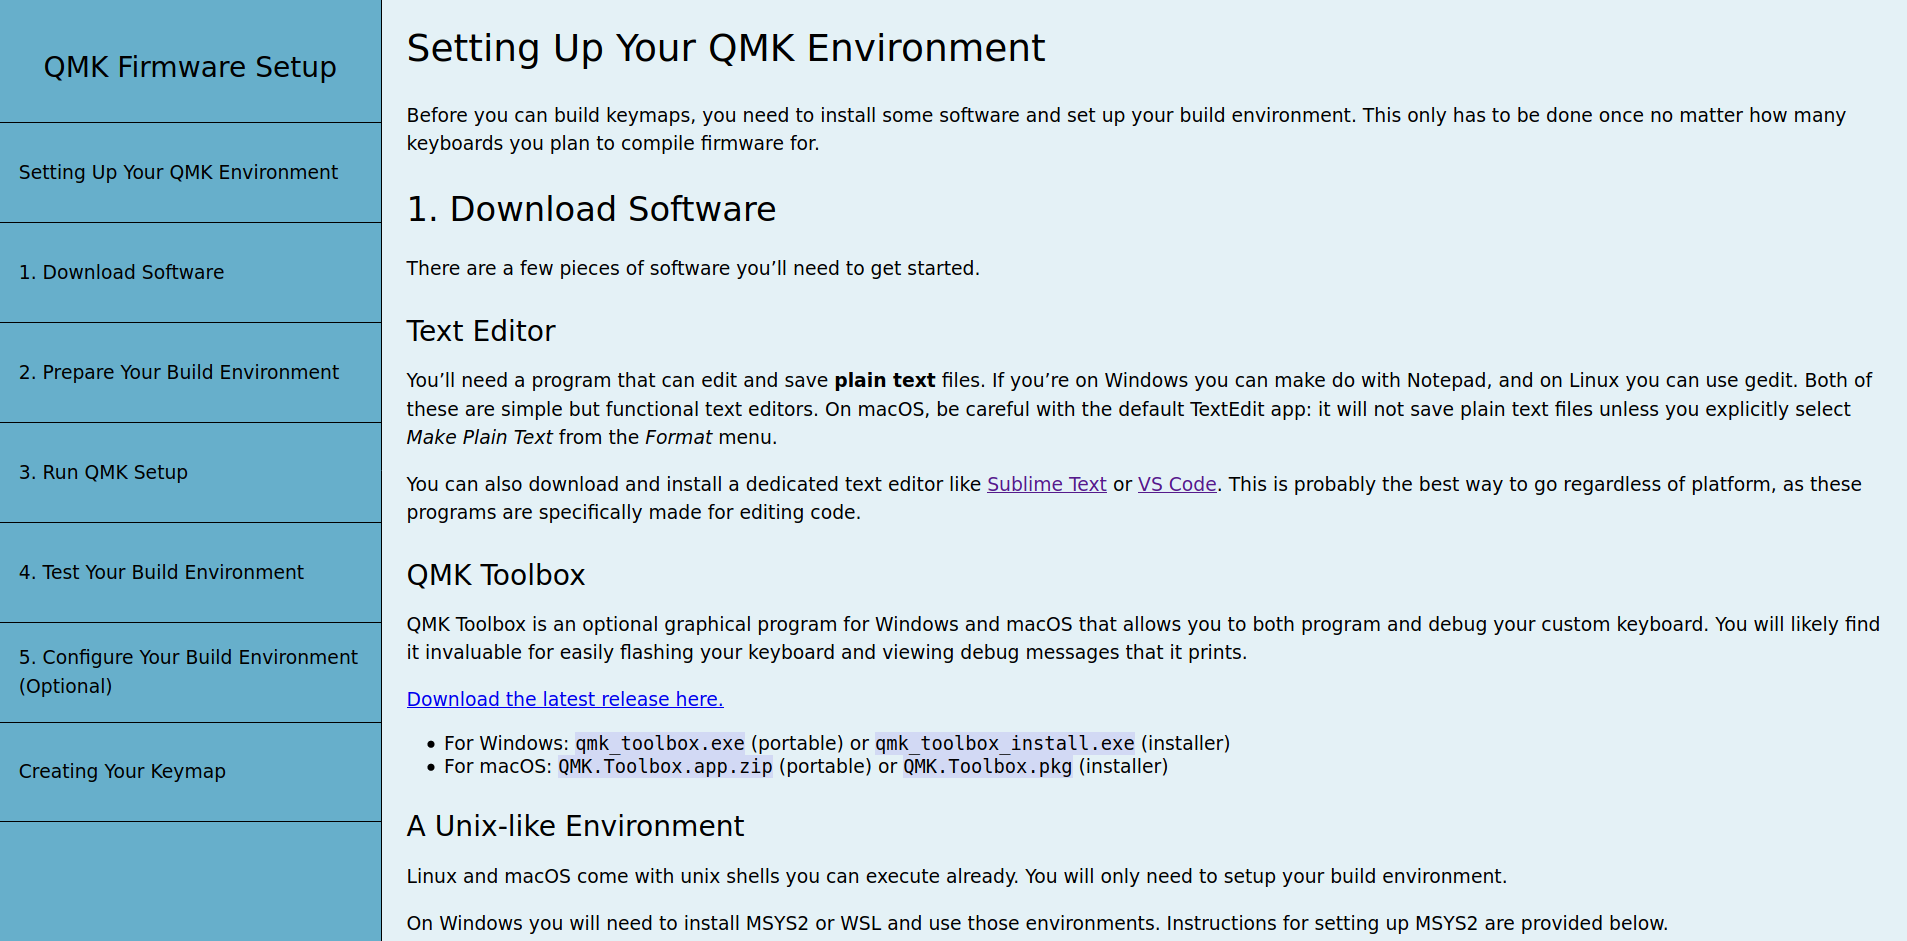 QMK Firmware Setup
Setting Up Your QMK Environment
1. Download Software
2. Prepare Your Build Environment
3. Run QMK Setup
4. Test Your Build Environment
5. Configure Your Build Environment
(Optional)
Creating Your Keymap
Setting Up Your QMK Environment
Before you can build keymaps, you need to install some software and set up your build environment. This only has to be done once no matter how many
keyboards you plan to compile firmware for.
1. Download Software
There are a few pieces of software you’ll need to get started.
Text Editor
You’ll need a program that can edit and save plain text files. If you’re on Windows you can make do with Notepad, and on Linux you can use gedit. Both of
these are simple but functional text editors. On macOS, be careful with the default TextEdit app: it will not save plain text files unless you explicitly select
Make Plain Text from the Format menu.
You can also download and install a dedicated text editor like Sublime Text or VS Code. This is probably the best way to go regardless of platform, as these
programs are specifically made for editing code.
QMK Toolbox
QMK Toolbox is an optional graphical program for Windows and macOS that allows you to both program and debug your custom keyboard. You will likely find
it invaluable for easily flashing your keyboard and viewing debug messages that it prints.
Download the latest release here.
• For Windows: qmk_toolbox.exe (portable) or qmk_toolbox_install.exe (installer)
• For macOS: QMK.Toolbox.app.zip (portable) or QMK.Toolbox.pkg (installer)
A Unix-like Environment
Linux and macOS come with unix shells you can execute already. You will only need to setup your build environment.
On Windows you will need to install MSYS2 or WSL and use those environments. Instructions for setting up MSYS2 are provided below.